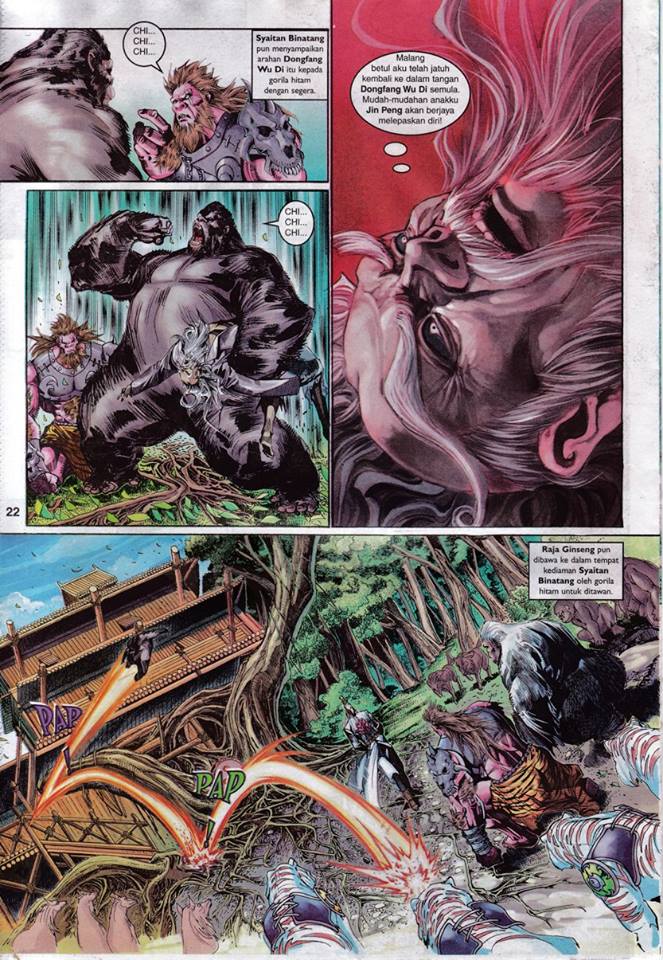 CHI...
CHI...
CHI...
Syaitan Binatang
pun menyampaikan
arahan Dongfang
Wu Di itu kepada
gorila hitam
dengan segera.
Malang
betul aku telah jatuh
kembali ke dalam tangan
Dongfang Wu Di semula.
Mudah-mudahan anakku
Jin Peng akan berjaya
melepaskan diri!
CHI...
CHI...
CHI...
22
Raja Ginseng pun
dibawa ke dalam tempat
kediaman Syaitan
Binatang oleh gorila
hitam untuk ditawan.
PAP
PAP